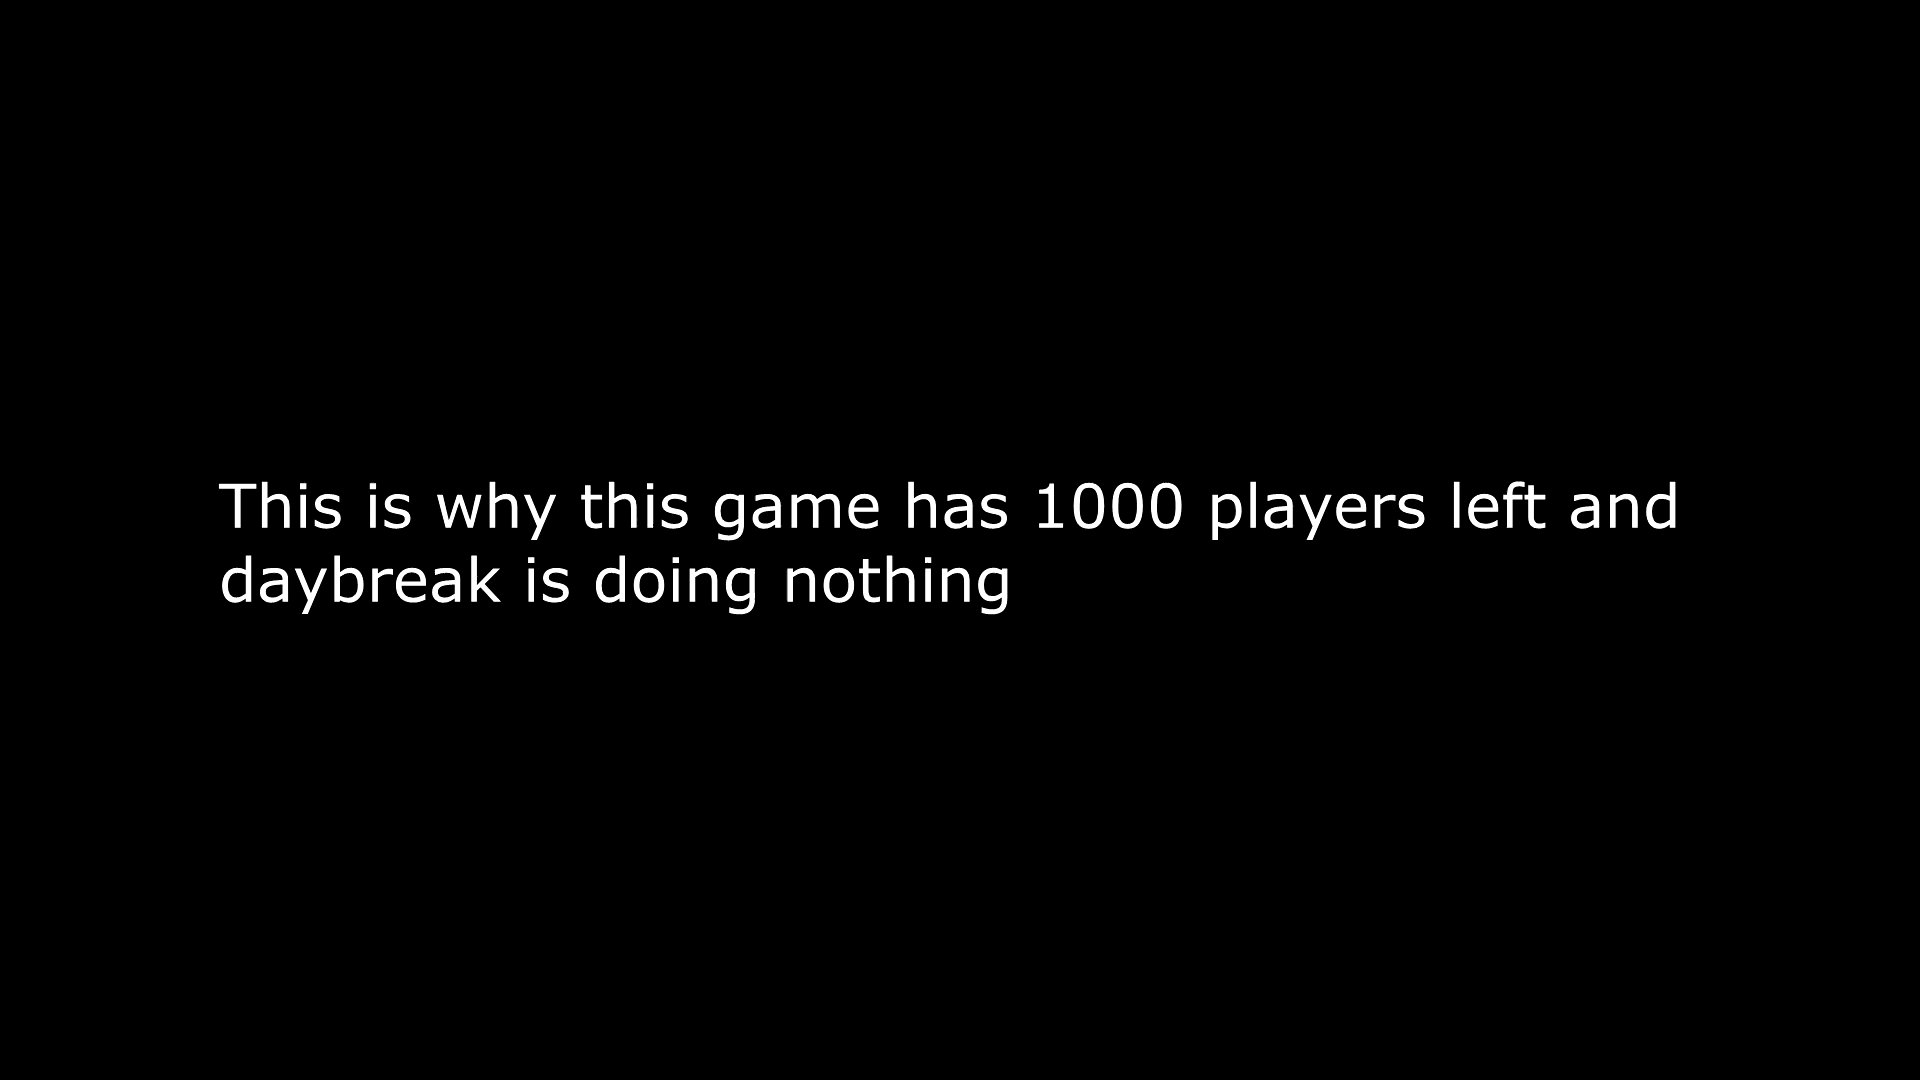 This is why this game has 1000 players left and
daybreak is doing nothing